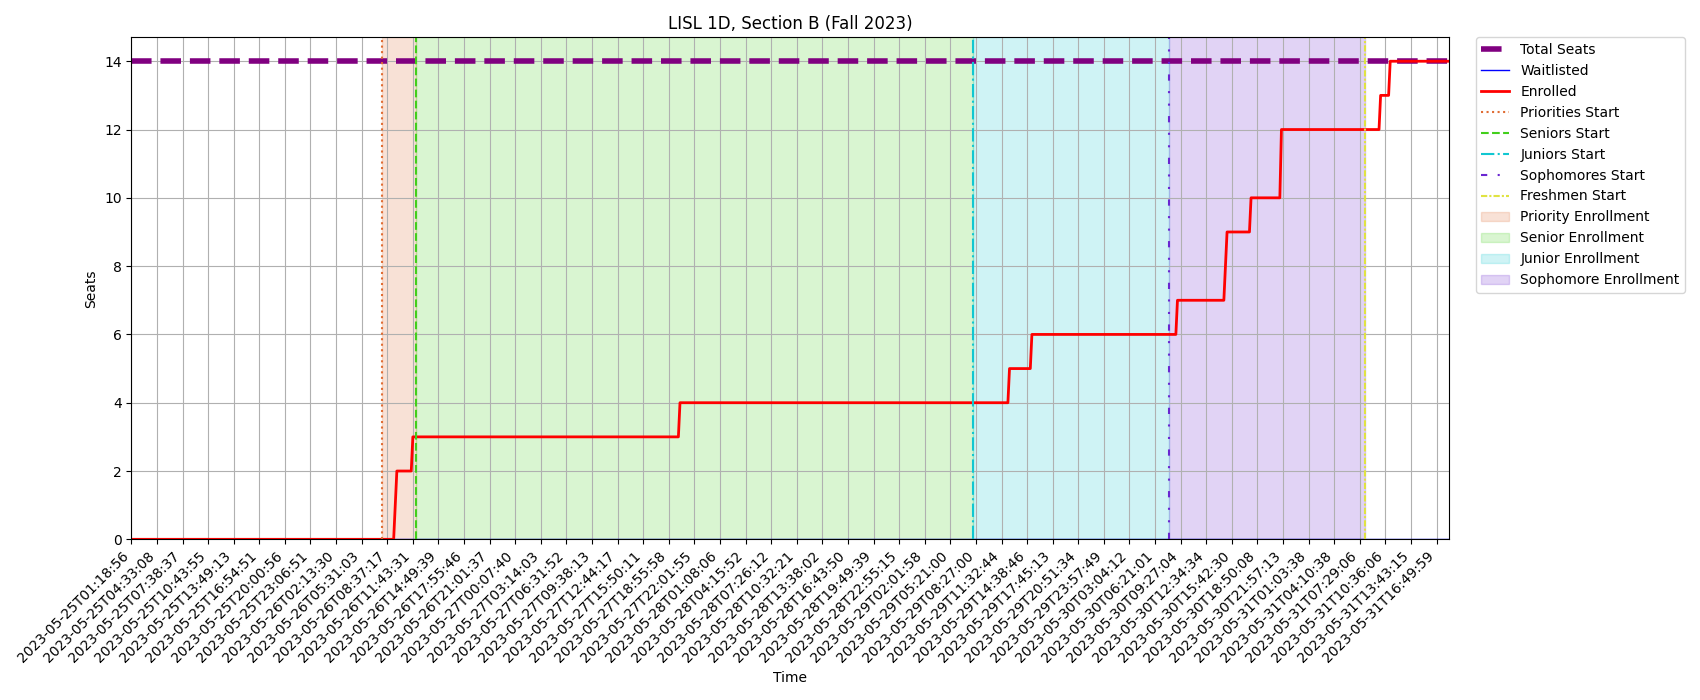 LISL 1D, Section B (Fall 2023)
14
12
10
8
6
4
2
0
Seats
2023-05-25T01:18:56
2023-05-25T04:33:08
2023-05-25T07:38:37
2023-05-25T10:43:55
2023-05-25T13:49:13
2023-05-25T16:54:51
2023-05-25T20:00:56
2023-05-25T23:06:51
2023-05-26T02:13:30
2023-05-26T05:31:03
2023-05-26T08:37:17
2023-05-26T11:43:31
2023-05-26T14:49:39
2023-05-26T17:55:46
2023-05-26T21:01:37
2023-05-27T00:07:40
2023-05-27T03:14:03
2023-05-27T06:31:52
2023-05-27T09:38:13
2023-05-27T12:44:17
2023-05-27T15:50:11
2023-05-27T18:55:58
2023-05-27T22:01:55
2023-05-28T01:08:06
2023-05-28T04:15:52
2023-05-28T07:26:12
2023-05-28T10:32:21
2023-05-28T13:38:02
2023-05-28T16:43:50
2023-05-28T19:49:39
2023-05-28T22:55:15
2023-05-29T02:01:58
2023-05-29T05:21:00
2023-05-29T08:27:00
2023-05-29T11:32:44
2023-05-29T14:38:46
2023-05-29T17:45:13
2023-05-29T20:51:34
2023-05-29T23:57:49
2023-05-30T03:04:12
2023-05-30T06:21:01
2023-05-30T09:27:04
2023-05-30T12:34:34
2023-05-30T15:42:30
2023-05-30T18:50:08
2023-05-30T21:57:13
2023-05-31T01:03:38
2023-05-31T04:10:38
2023-05-31T07:29:06
2023-05-31T10:36:06
2023-05-31T13:43:15
2023-05-31T16:49:59
Time
Total Seats
Waitlisted
Enrolled
Priorities Start
Seniors Start
Juniors Start
Sophomores Start
Freshmen Start
Priority Enrollment
Senior Enrollment
Junior Enrollment
Sophomore Enrollment